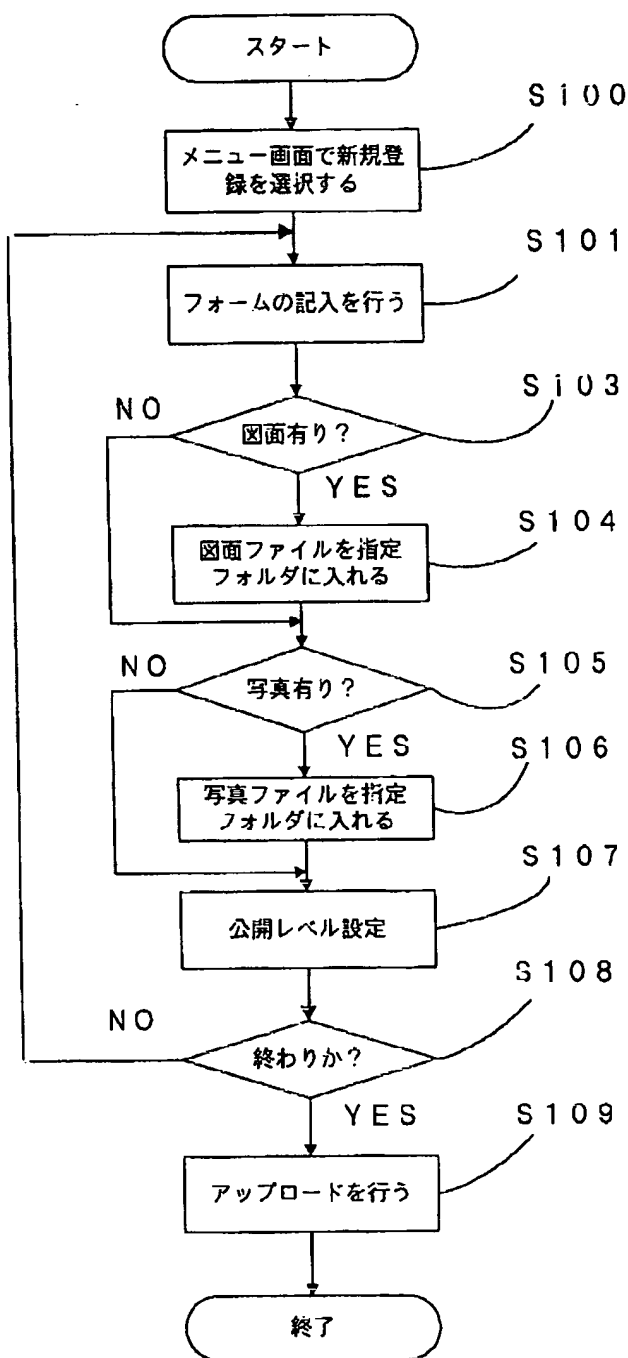 スタート
S100
メニュー画面で新規登
録を選択する
S101
フォームの記入を行う
S103
NO
図面有り?
YES
S104
図面ファイルを指定
フォルダに入れる
NO
写真有り?
S105
YES
S106
写真ファイルを指定
フォルダに入れる
S107
公開レベル設定
S108
NO
終わりか?
YES
S109
アップロードを行う
終了